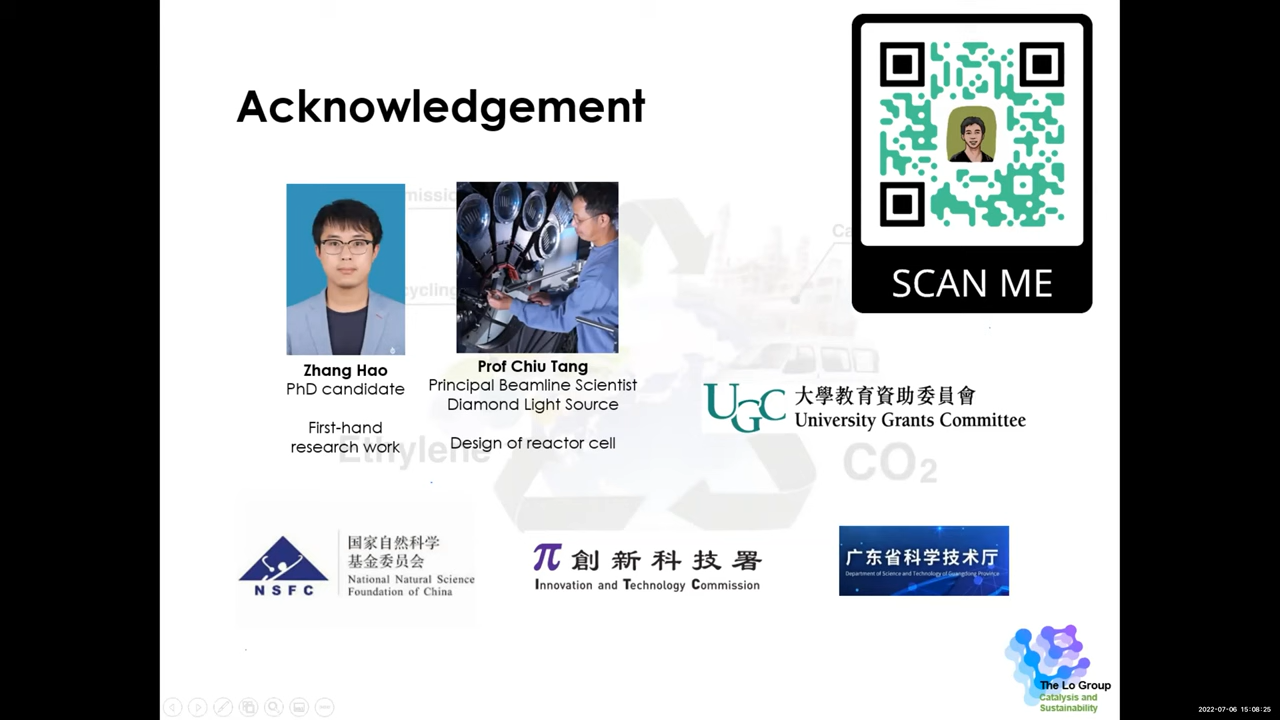 Acknowledgement
SCAN ME
Zhang Hao
PhD candidate
First-hand
research work
Prof Chiu Tang
Principal Beamline Scientist
Diamond Light Source
Design of reactor cell
UGC
大學教育資助委員會
University Grants Committee
Ethylene
CO₂
NSFC
国家自然科学
基金委员会
National Natural Science
Foundation of China
π 創新科技署
Innovation and Technology Commission
广东省科学技术厅
Department of Science and Technology of Guangdong Province
The Lo Group
Catalysis and
Sustainability
2022-07-06 15:08:25